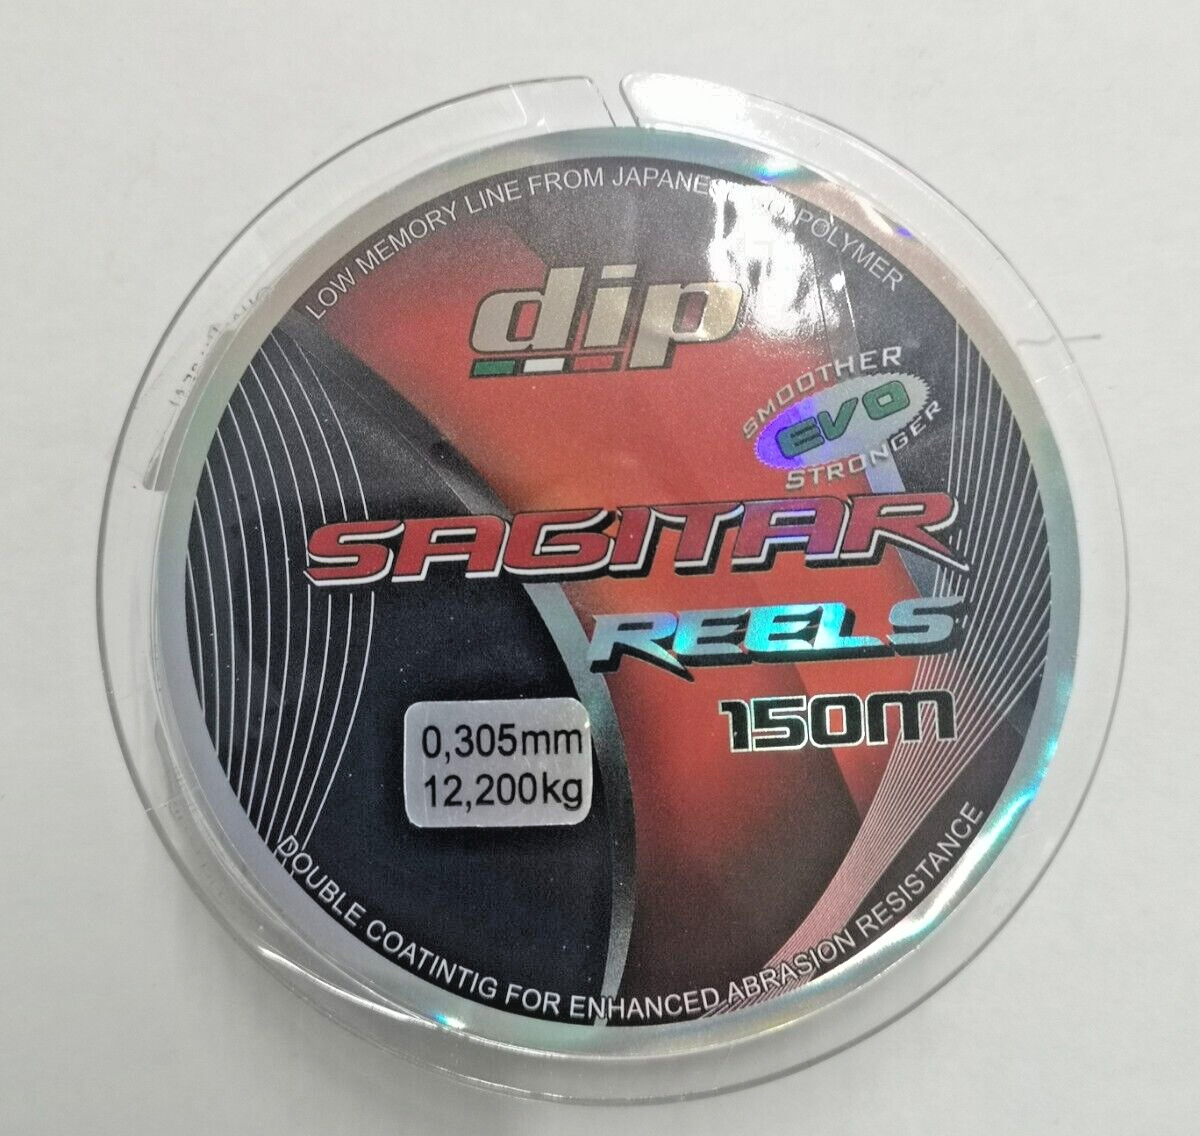 LOW MEMORY LINE FROM JAPANESE POLYMER
dip
SMOOTHER
EVO
STRONGER
SAGITAR
REELS
150m
0,305mm
12,200kg
DOUBLE COATINTIG FOR ENHANCED ABRASION RESISTANCE